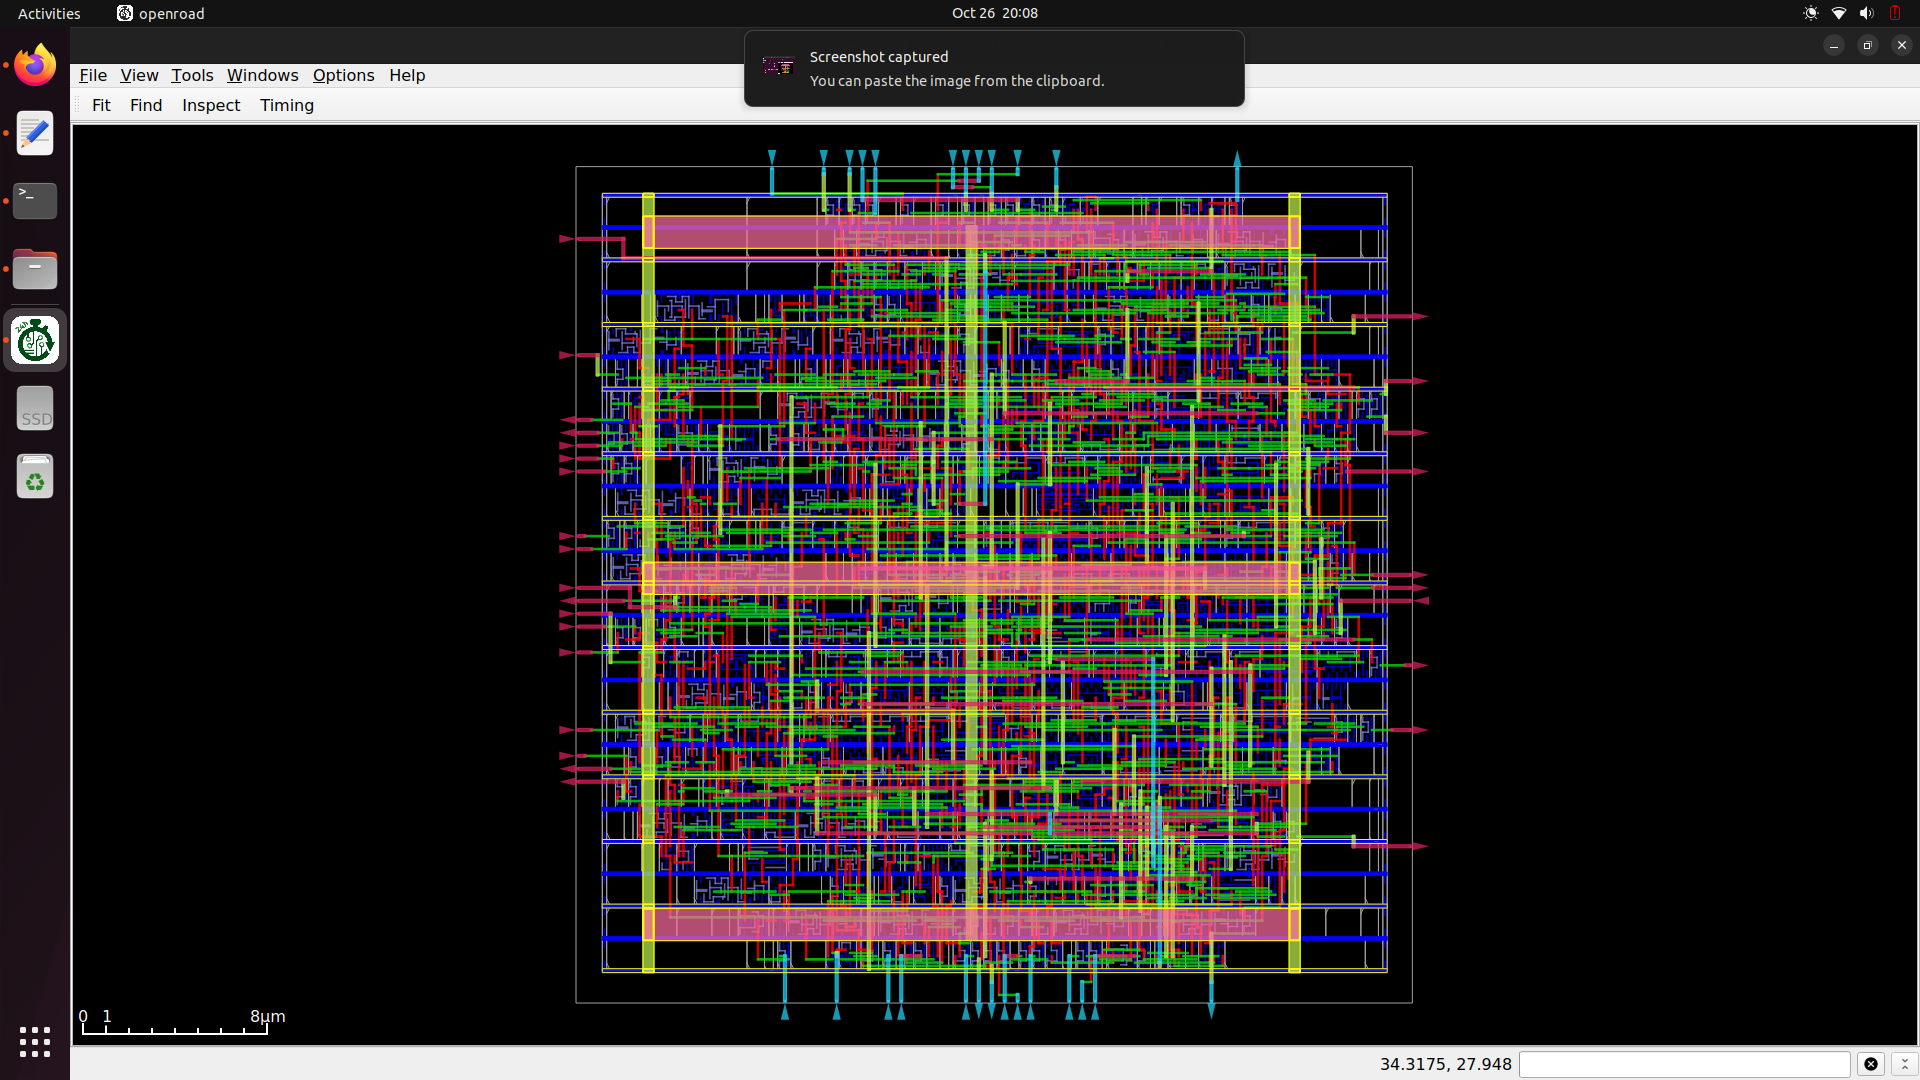 Activities
openroad
Oct 26 20:08
Screenshot captured
You can paste the image from the clipboard.
File View Tools Windows Options Help
Fit Find Inspect Timing
>_
24h
SSD
0 1 8μm
34.3175, 27.948